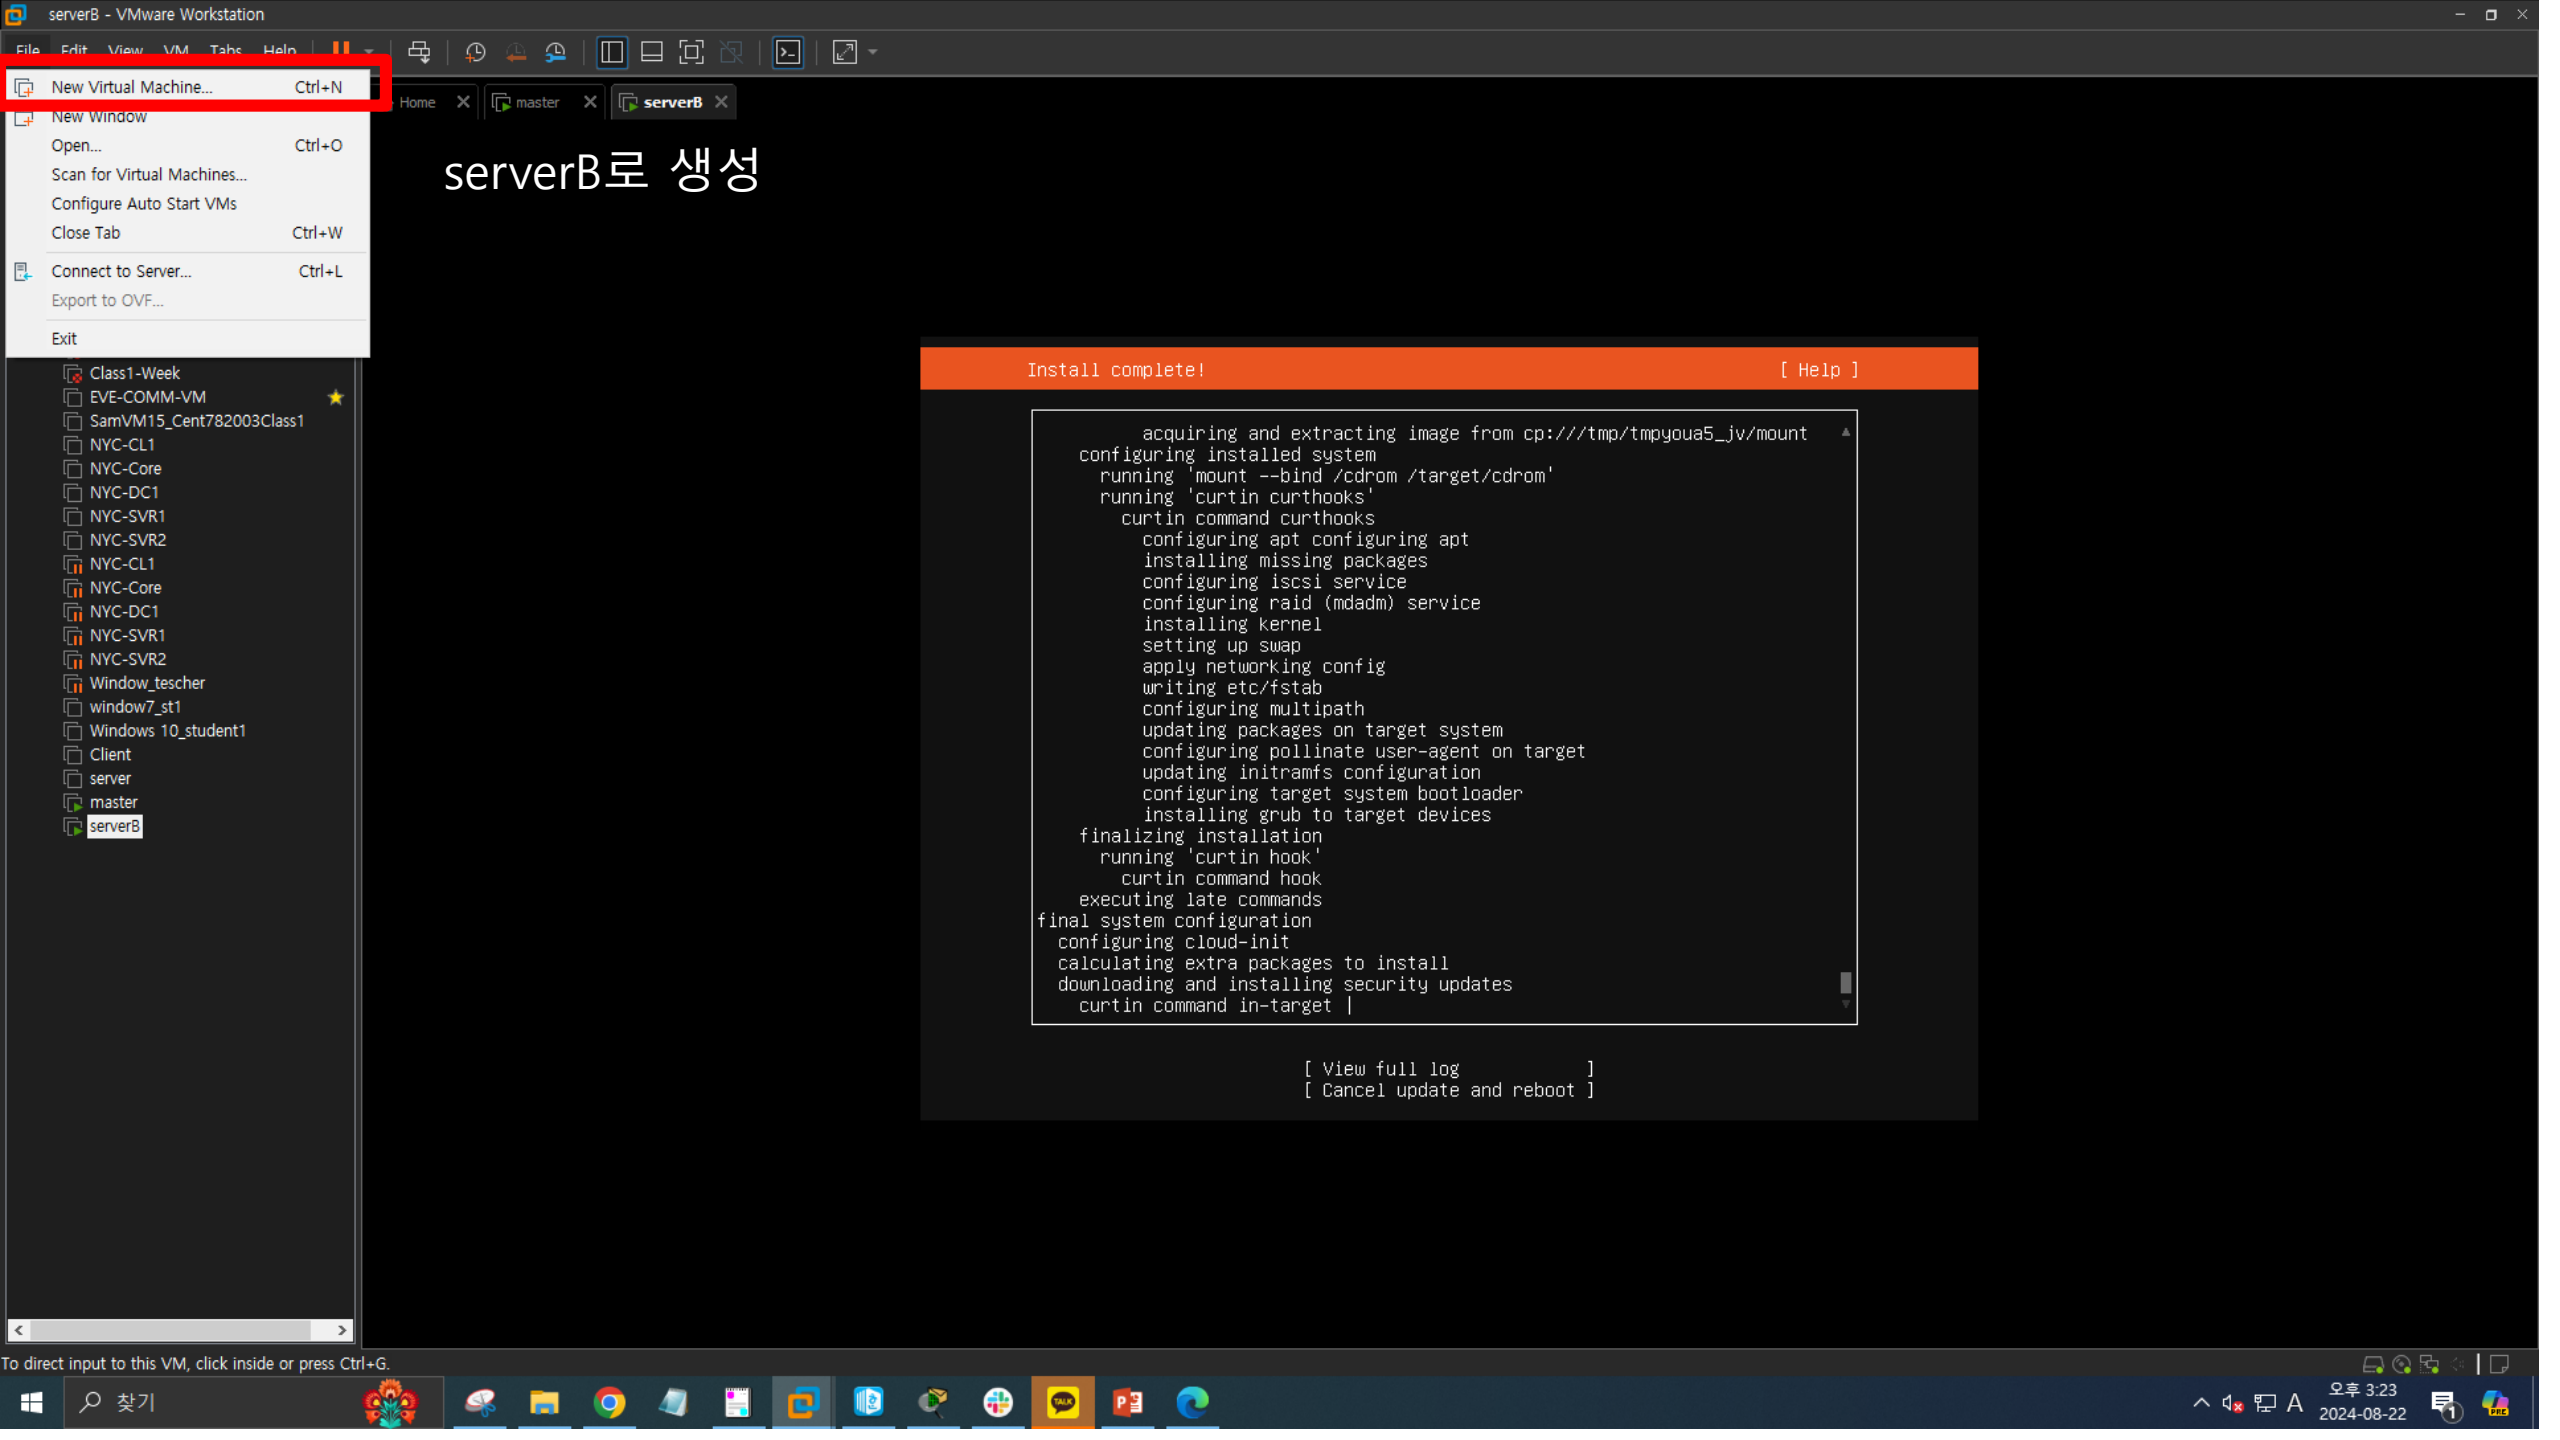 serverB - VMware Workstation
File Edit View VM Tabs Help
New Virtual Machine... Ctrl+N
New Window
Open... Ctrl+O
Scan for Virtual Machines...
Configure Auto Start VMs
Close Tab Ctrl+W
Connect to Server... Ctrl+L
Export to OVF...
Exit
Home master serverB
serverB로 생성
Class1-Week
EVE-COMM-VM
SamVM15_Cent782003Class1
NYC-CL1
NYC-Core
NYC-DC1
NYC-SVR1
NYC-SVR2
NYC-CL1
NYC-Core
NYC-DC1
NYC-SVR1
NYC-SVR2
Window_tescher
window7_st1
Windows 10_student1
Client
server
master
serverB
Install complete! [ Help ]
acquiring and extracting image from cp:///tmp/tmpyoua5_jv/mount
configuring installed system
running 'mount --bind /cdrom /target/cdrom'
running 'curtin curthooks'
curtin command curthooks
configuring apt configuring apt
installing missing packages
configuring iscsi service
configuring raid (mdadm) service
installing kernel
setting up swap
apply networking config
writing etc/fstab
configuring multipath
updating packages on target system
configuring pollinate user-agent on target
updating initramfs configuration
configuring target system bootloader
installing grub to target devices
finalizing installation
running 'curtin hook'
curtin command hook
executing late commands
final system configuration
configuring cloud-init
calculating extra packages to install
downloading and installing security updates
curtin command in-target |
[ View full log ]
[ Cancel update and reboot ]
To direct input to this VM, click inside or press Ctrl+G.
찾기
TALK
A
오후 3:23
2024-08-22
1
PRE